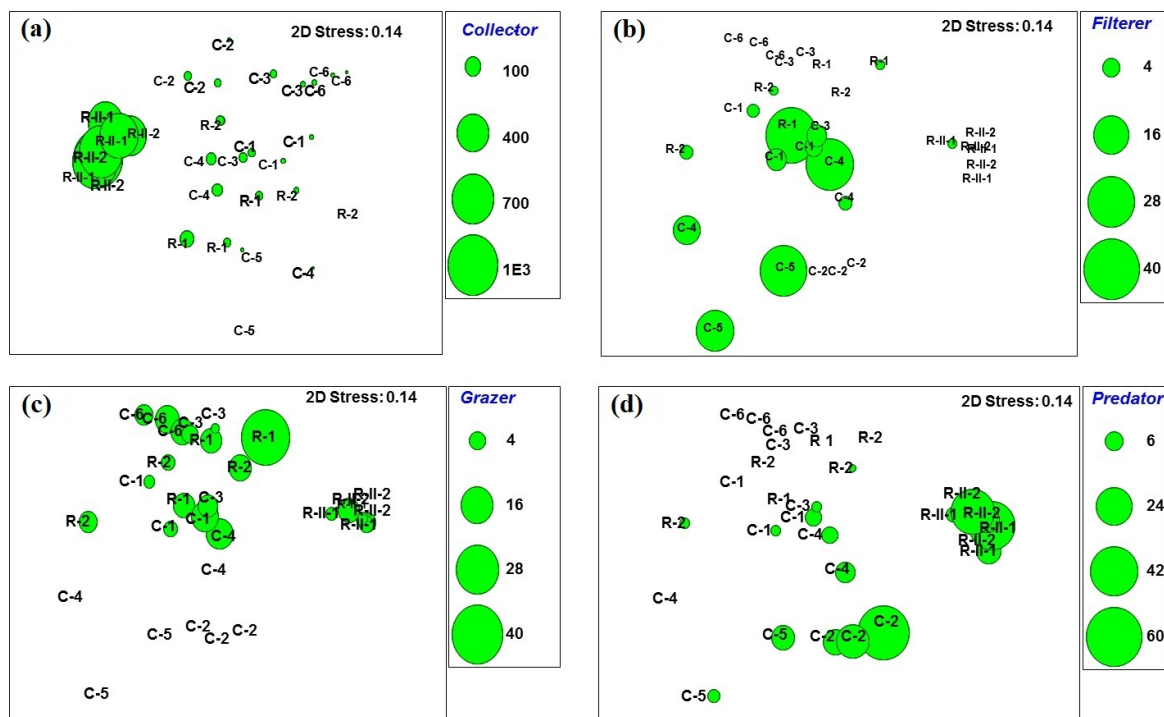 (a)
2D Stress: 0.14
C-2
C-2
C-2
C-3
C-6
C-6
C-3
C-6
R-II-1
R-II-1
R-II-2
R-II-2
R-II-1
R-II-2
R-2
C-1
C-1
C-4
C-3
C-1
C-4
R-1
R-2
R-2
R-1
R-1
C-5
C-4
C-5
Collector
100
400
700
1E3
(b)
2D Stress: 0.14
C-6
C-6
C-6
C-3
C-3
R-1
R-1
R-2
R-2
C-1
R-1
C-3
C-1
C-1
R-2
C-4
C-4
C-4
C-5
C-2
C-2
C-2
C-5
R-II-1
R-II-2
R-II-2
R-II-1
R-II-2
R-II-1
Filterer
4
16
28
40
(c)
2D Stress: 0.14
C-6
C-6
C-6
C-3
C-3
R-1
R-1
R-2
R-2
C-1
R-1
C-3
C-1
C-1
R-2
C-4
C-4
C-4
C-5
C-2
C-2
C-2
C-5
R-II-1
R-II-2
R-II-2
R-II-2
R-II-1
Grazer
4
16
28
40
(d)
2D Stress: 0.14
C-6
C-6
C-6
C-3
C-3
R 1
R-2
R-2
R-2
C-1
R-1
C-3
C-1
C-1
R-2
C-4
C-4
C-4
C-5
C-2
C-2
C-2
C-5
R-II-2
R-II-1
R-II-2
R-II-1
R-II-2
R-II-1
Predator
6
24
42
60